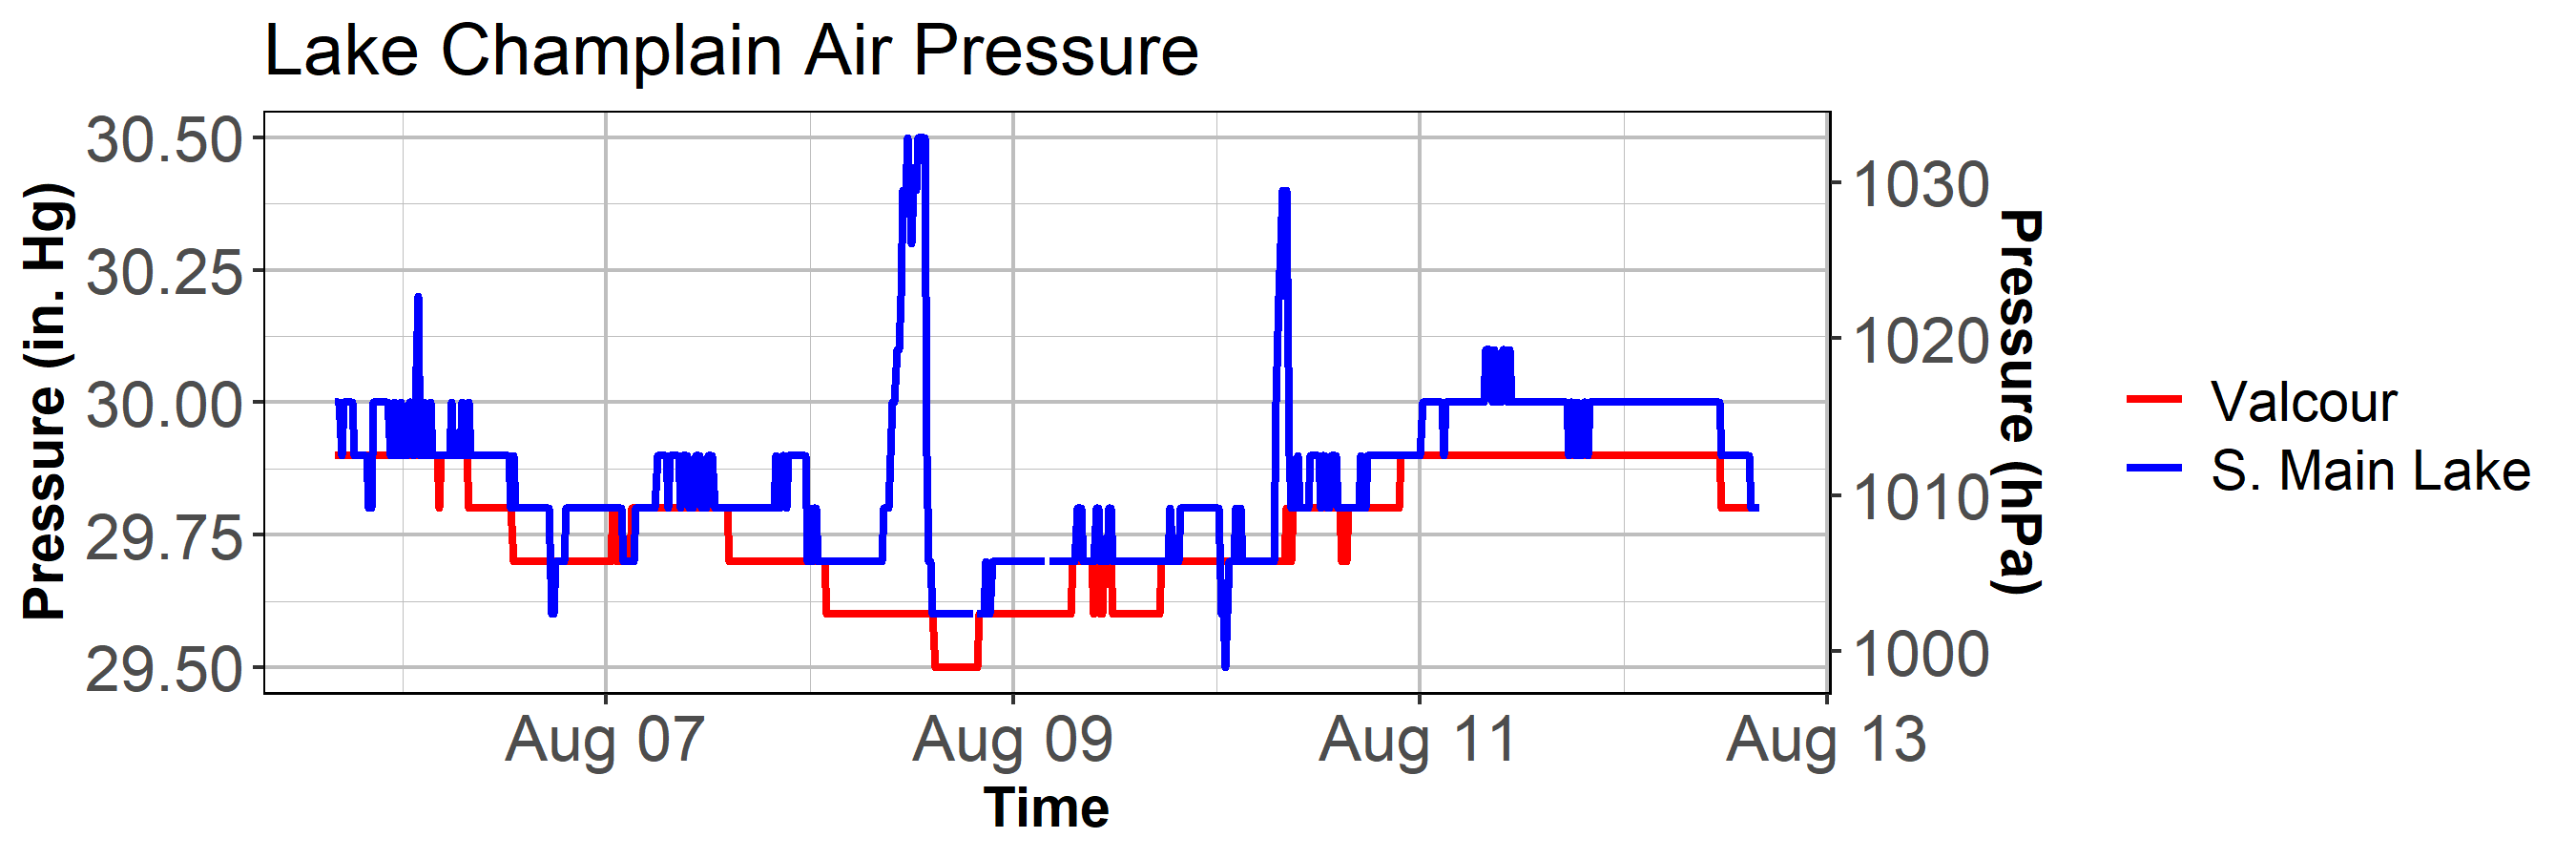 Lake Champlain Air Pressure
Pressure (in. Hg)
30.50
30.25
30.00
29.75
29.50
1030
1020
1010
1000
Pressure (hPa)
Aug 07
Aug 09
Aug 11
Aug 13
Time
Valcour
S. Main Lake